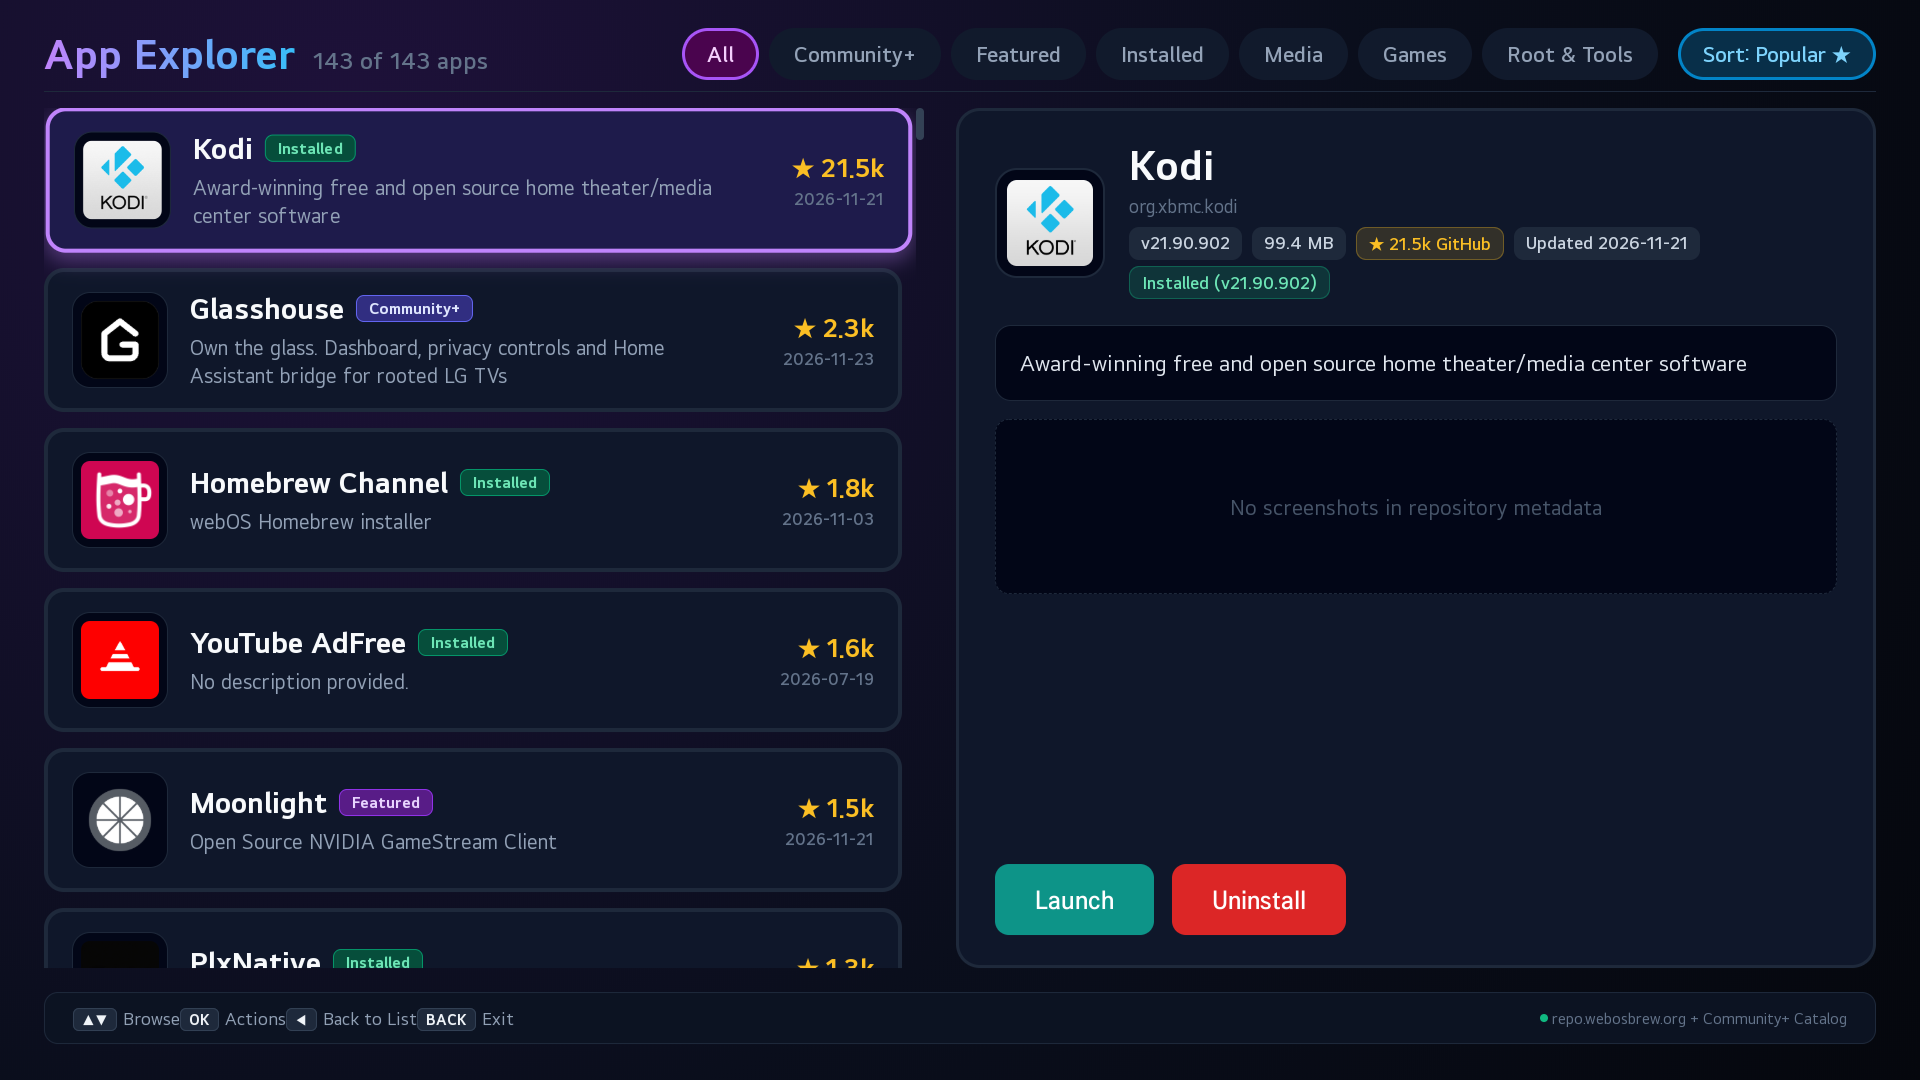 App Explorer 143 of 143 apps
All Community+ Featured Installed Media Games Root & Tools Sort: Popular ★
KODI
Kodi Installed
Award-winning free and open source home theater/media
center software
★ 21.5k
2026-11-21
Glasshouse Community+
Own the glass. Dashboard, privacy controls and Home
Assistant bridge for rooted LG TVs
★ 2.3k
2026-11-23
Homebrew Channel Installed
webOS Homebrew installer
★ 1.8k
2026-11-03
YouTube AdFree Installed
No description provided.
★ 1.6k
2026-07-19
Moonlight Featured
Open Source NVIDIA GameStream Client
★ 1.5k
2026-11-21
PlxNative Installed
★ 1.3k
KODI
Kodi
org.xbmc.kodi
v21.90.902 99.4 MB ★ 21.5k GitHub Updated 2026-11-21
Installed (v21.90.902)
Award-winning free and open source home theater/media center software
No screenshots in repository metadata
Launch Uninstall
▲▼ Browse OK Actions ◀ Back to List BACK Exit
repo.webosbrew.org + Community+ Catalog